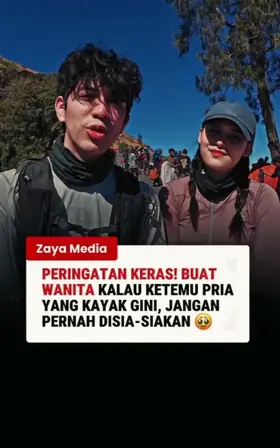 Zaya Media
PERINGATAN KERAS! BUAT
WANITA KALAU KETEMU PRIA
YANG KAYAK GINI, JANGAN
PERNAH DISIA-SIAKAN 🥹